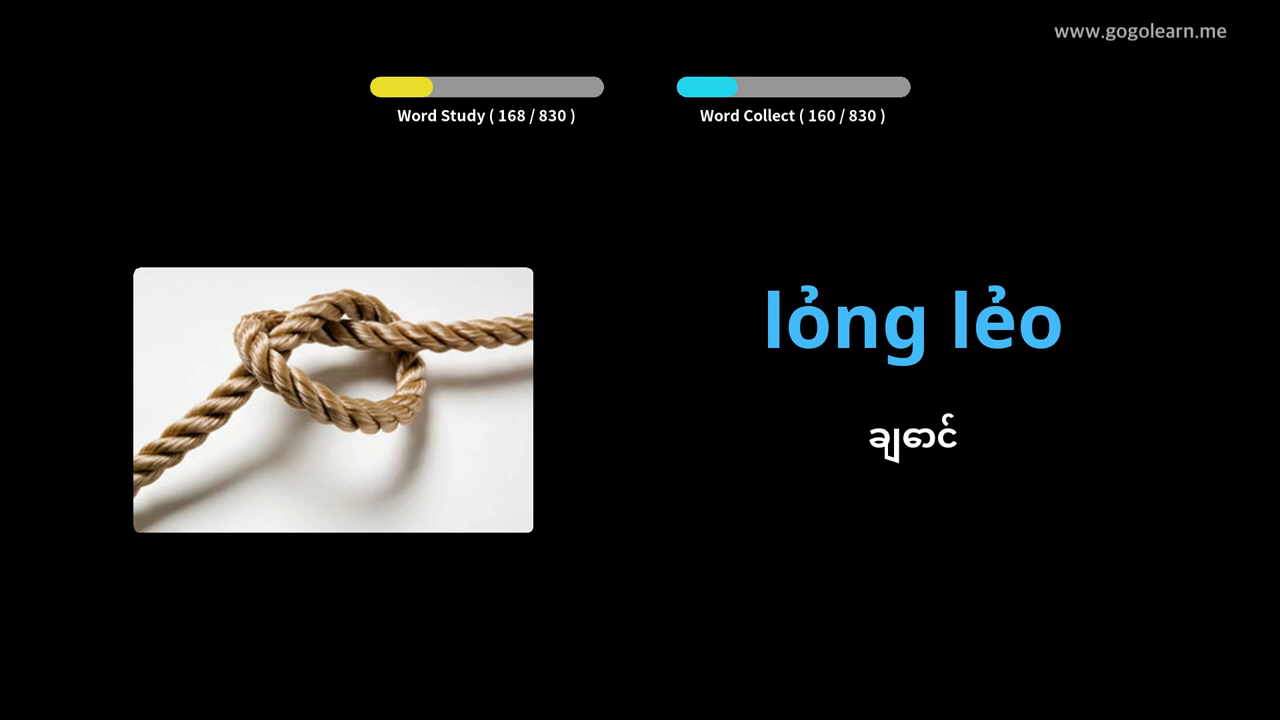 www.gogolearn.me
Word Study ( 168 / 830 )
Word Collect ( 160 / 830 )
lỏng lẻo
ချောင်